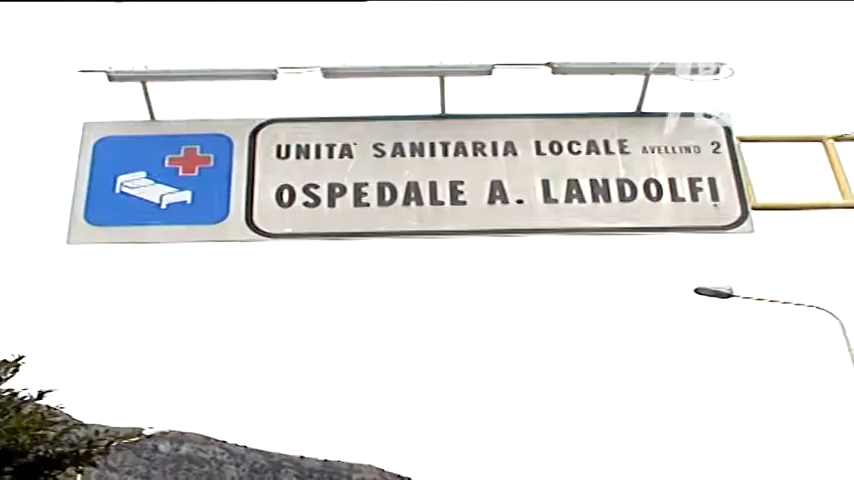 UNITA' SANITARIA LOCALE AVELLINO 2
OSPEDALE A. LANDOLFI